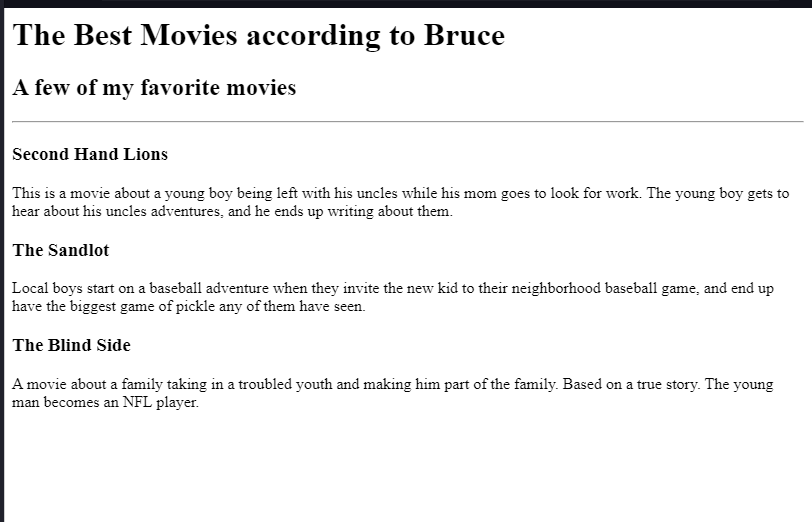 The Best Movies according to Bruce
A few of my favorite movies
Second Hand Lions
This is a movie about a young boy being left with his uncles while his mom goes to look for work. The young boy gets to
hear about his uncles adventures, and he ends up writing about them.
The Sandlot
Local boys start on a baseball adventure when they invite the new kid to their neighborhood baseball game, and end up
have the biggest game of pickle any of them have seen.
The Blind Side
A movie about a family taking in a troubled youth and making him part of the family. Based on a true story. The young
man becomes an NFL player.